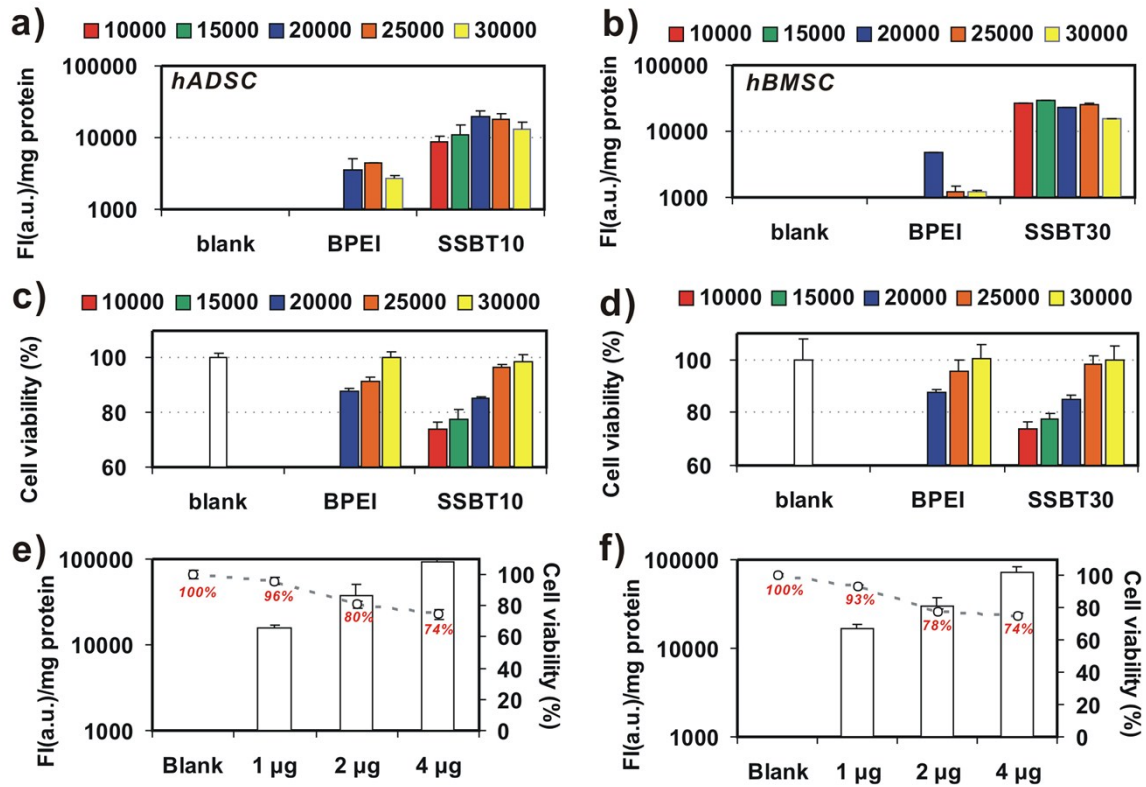 a)
10000 15000 20000 25000 30000
FI(a.u.)/mg protein
100000
10000
1000
hADSC
blank BPEI SSBT10
b)
10000 15000 20000 25000 30000
FI(a.u.)/mg protein
100000
10000
1000
hBMSC
blank BPEI SSBT30
c)
10000 15000 20000 25000 30000
Cell viability (%)
100
80
60
blank BPEI SSBT10
d)
10000 15000 20000 25000 30000
Cell viability (%)
100
80
60
blank BPEI SSBT30
e)
FI(a.u.)/mg protein
100000
10000
1000
100% 96% 80% 74%
100
80
60
40
20
0
Cell viability (%)
Blank 1 µg 2 µg 4 µg
f)
FI(a.u.)/mg protein
100000
10000
1000
100% 93% 78% 74%
100
80
60
40
20
0
Cell viability (%)
Blank 1 µg 2 µg 4 µg